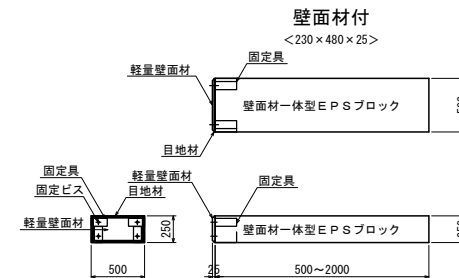 壁面材付
<230×480×25>
固定具
軽量壁面材
壁面材一体型EPSブロック
目地材
固定具
固定ビス
軽量壁面材
目地材
軽量壁面材
固定具
壁面材一体型EPSブロック
250
500
25
500~2000